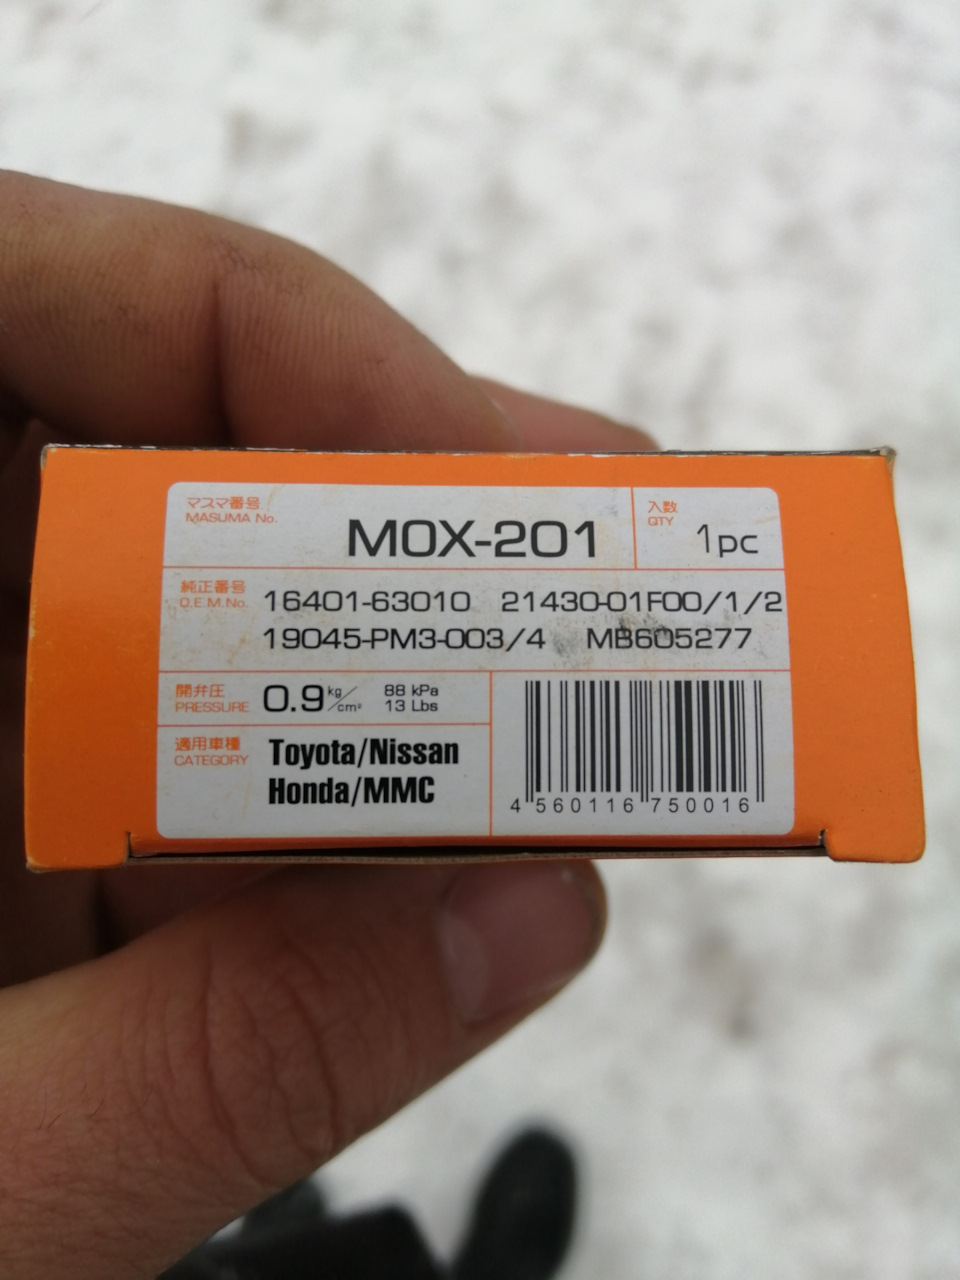 マスマ番号
MASUMA No.
MOX-201
入数
QTY
1pc
純正番号
O.E.M.No.
16401-63010 21430-01F00/1/2
19045-PM3-003/4 MB605277
開弁圧
PRESSURE
0.9 kg/cm²
88 kPa
13 Lbs
適用車種
CATEGORY
Toyota/Nissan
Honda/MMC
4 560116 750016